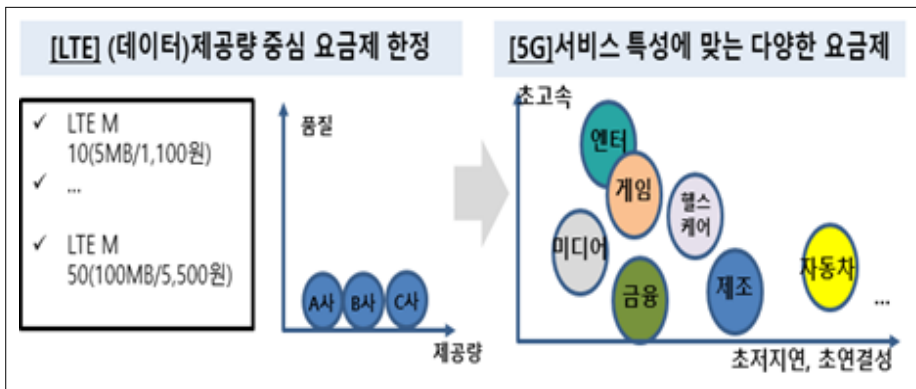 [LTE] (데이터)제공량 중심 요금제 한정
[5G]서비스 특성에 맞는 다양한 요금제
✓ LTE M
10(5MB/1,100원)
✓ ...
✓ LTE M
50(100MB/5,500원)
품질
A사 B사 C사
제공량
초고속
엔터
게임
헬스
케어
미디어
금융
제조
자동차
...
초저지연, 초연결성